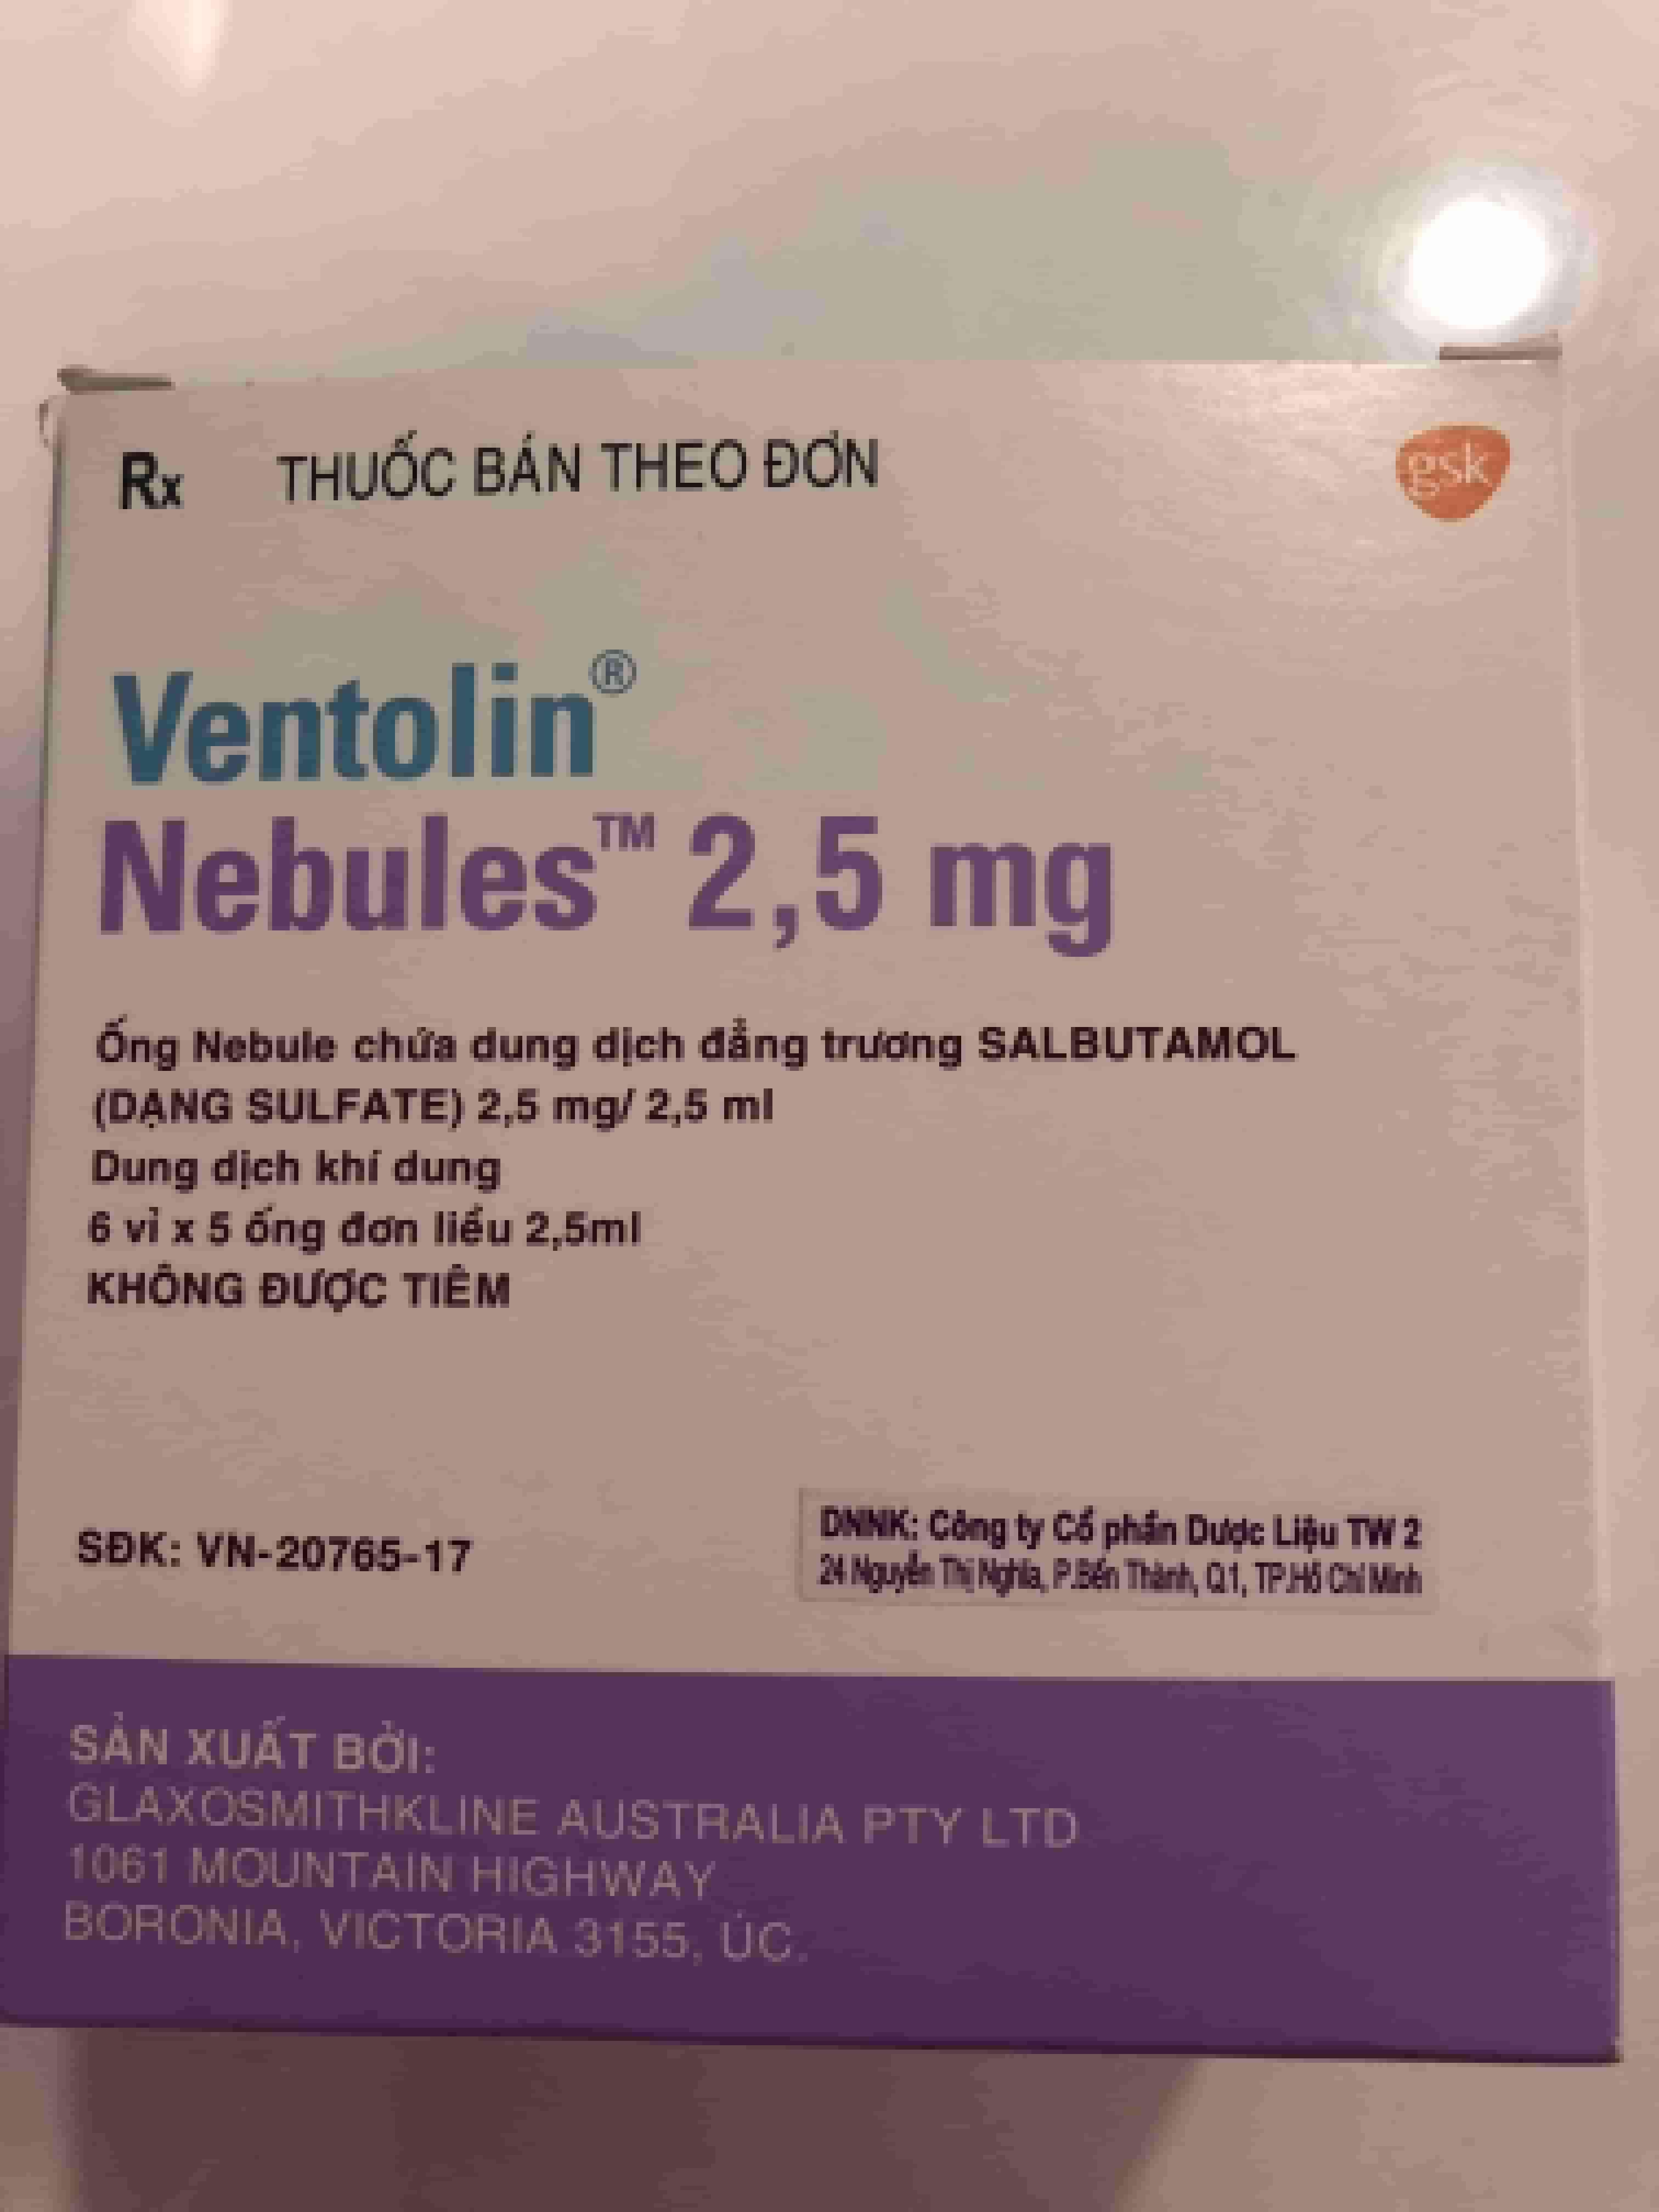 Rx THUỐC BÁN THEO ĐƠN
gsk
Ventolin®
Nebules™ 2,5 mg
Ống Nebule chứa dung dịch đẳng trương SALBUTAMOL
(DẠNG SULFATE) 2,5 mg/ 2,5 ml
Dung dịch khí dung
6 vỉ x 5 ống đơn liều 2,5ml
KHÔNG ĐƯỢC TIÊM
SĐK: VN-20765-17
DNNK: Công ty Cổ phần Dược Liệu TW 2
24 Nguyễn Thị Nghĩa, P.Bến Thành, Q1, TP.Hồ Chí Minh
SẢN XUẤT BỞI:
GLAXOSMITHKLINE AUSTRALIA PTY LTD
1061 MOUNTAIN HIGHWAY
BORONIA, VICTORIA 3155, ÚC.